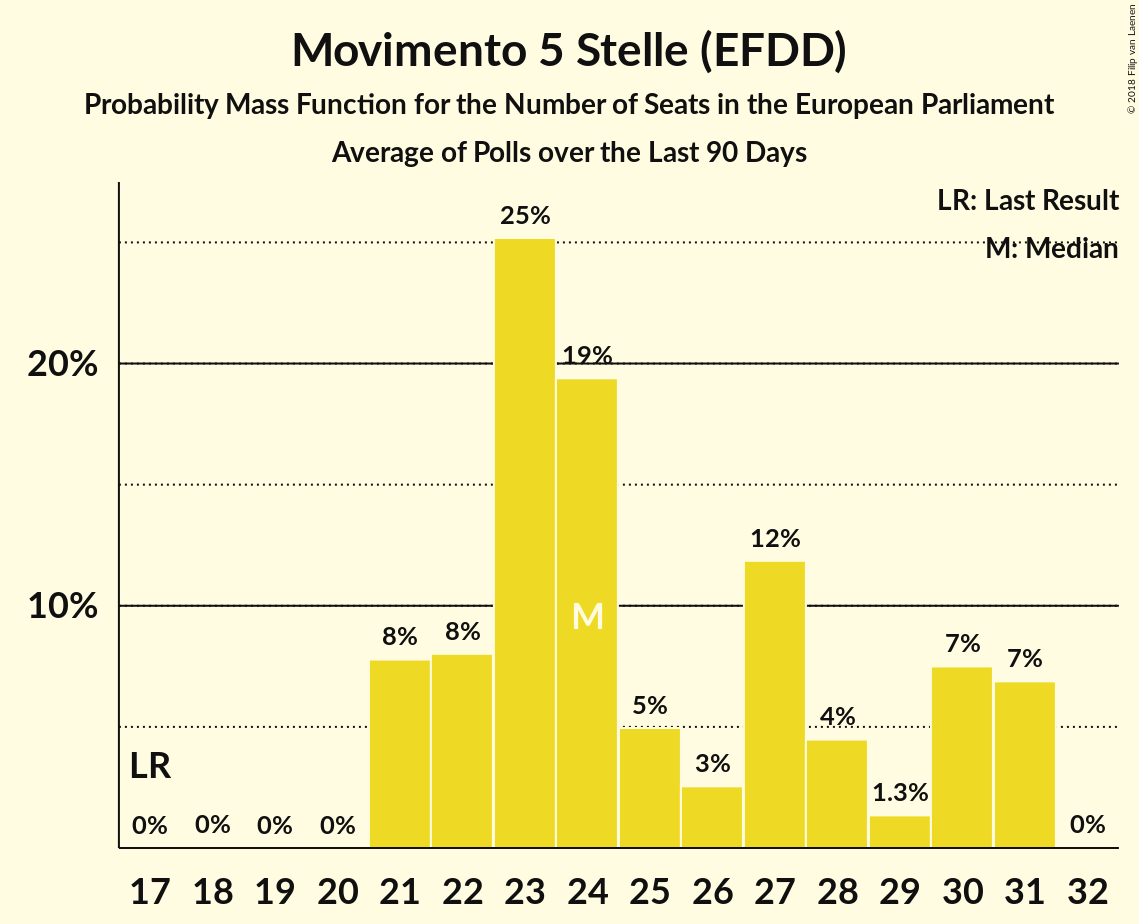 Movimento 5 Stelle (EFDD)
Probability Mass Function for the Number of Seats in the European Parliament
Average of Polls over the Last 90 Days
© 2018 Filip van Laenen
LR: Last Result
M: Median
25%
20%
19%
12%
10%
M
8%
8%
7%
7%
5%
4%
3%
1.3%
LR
0%
0%
0%
0%
0%
17 18 19 20 21 22 23 24 25 26 27 28 29 30 31 32